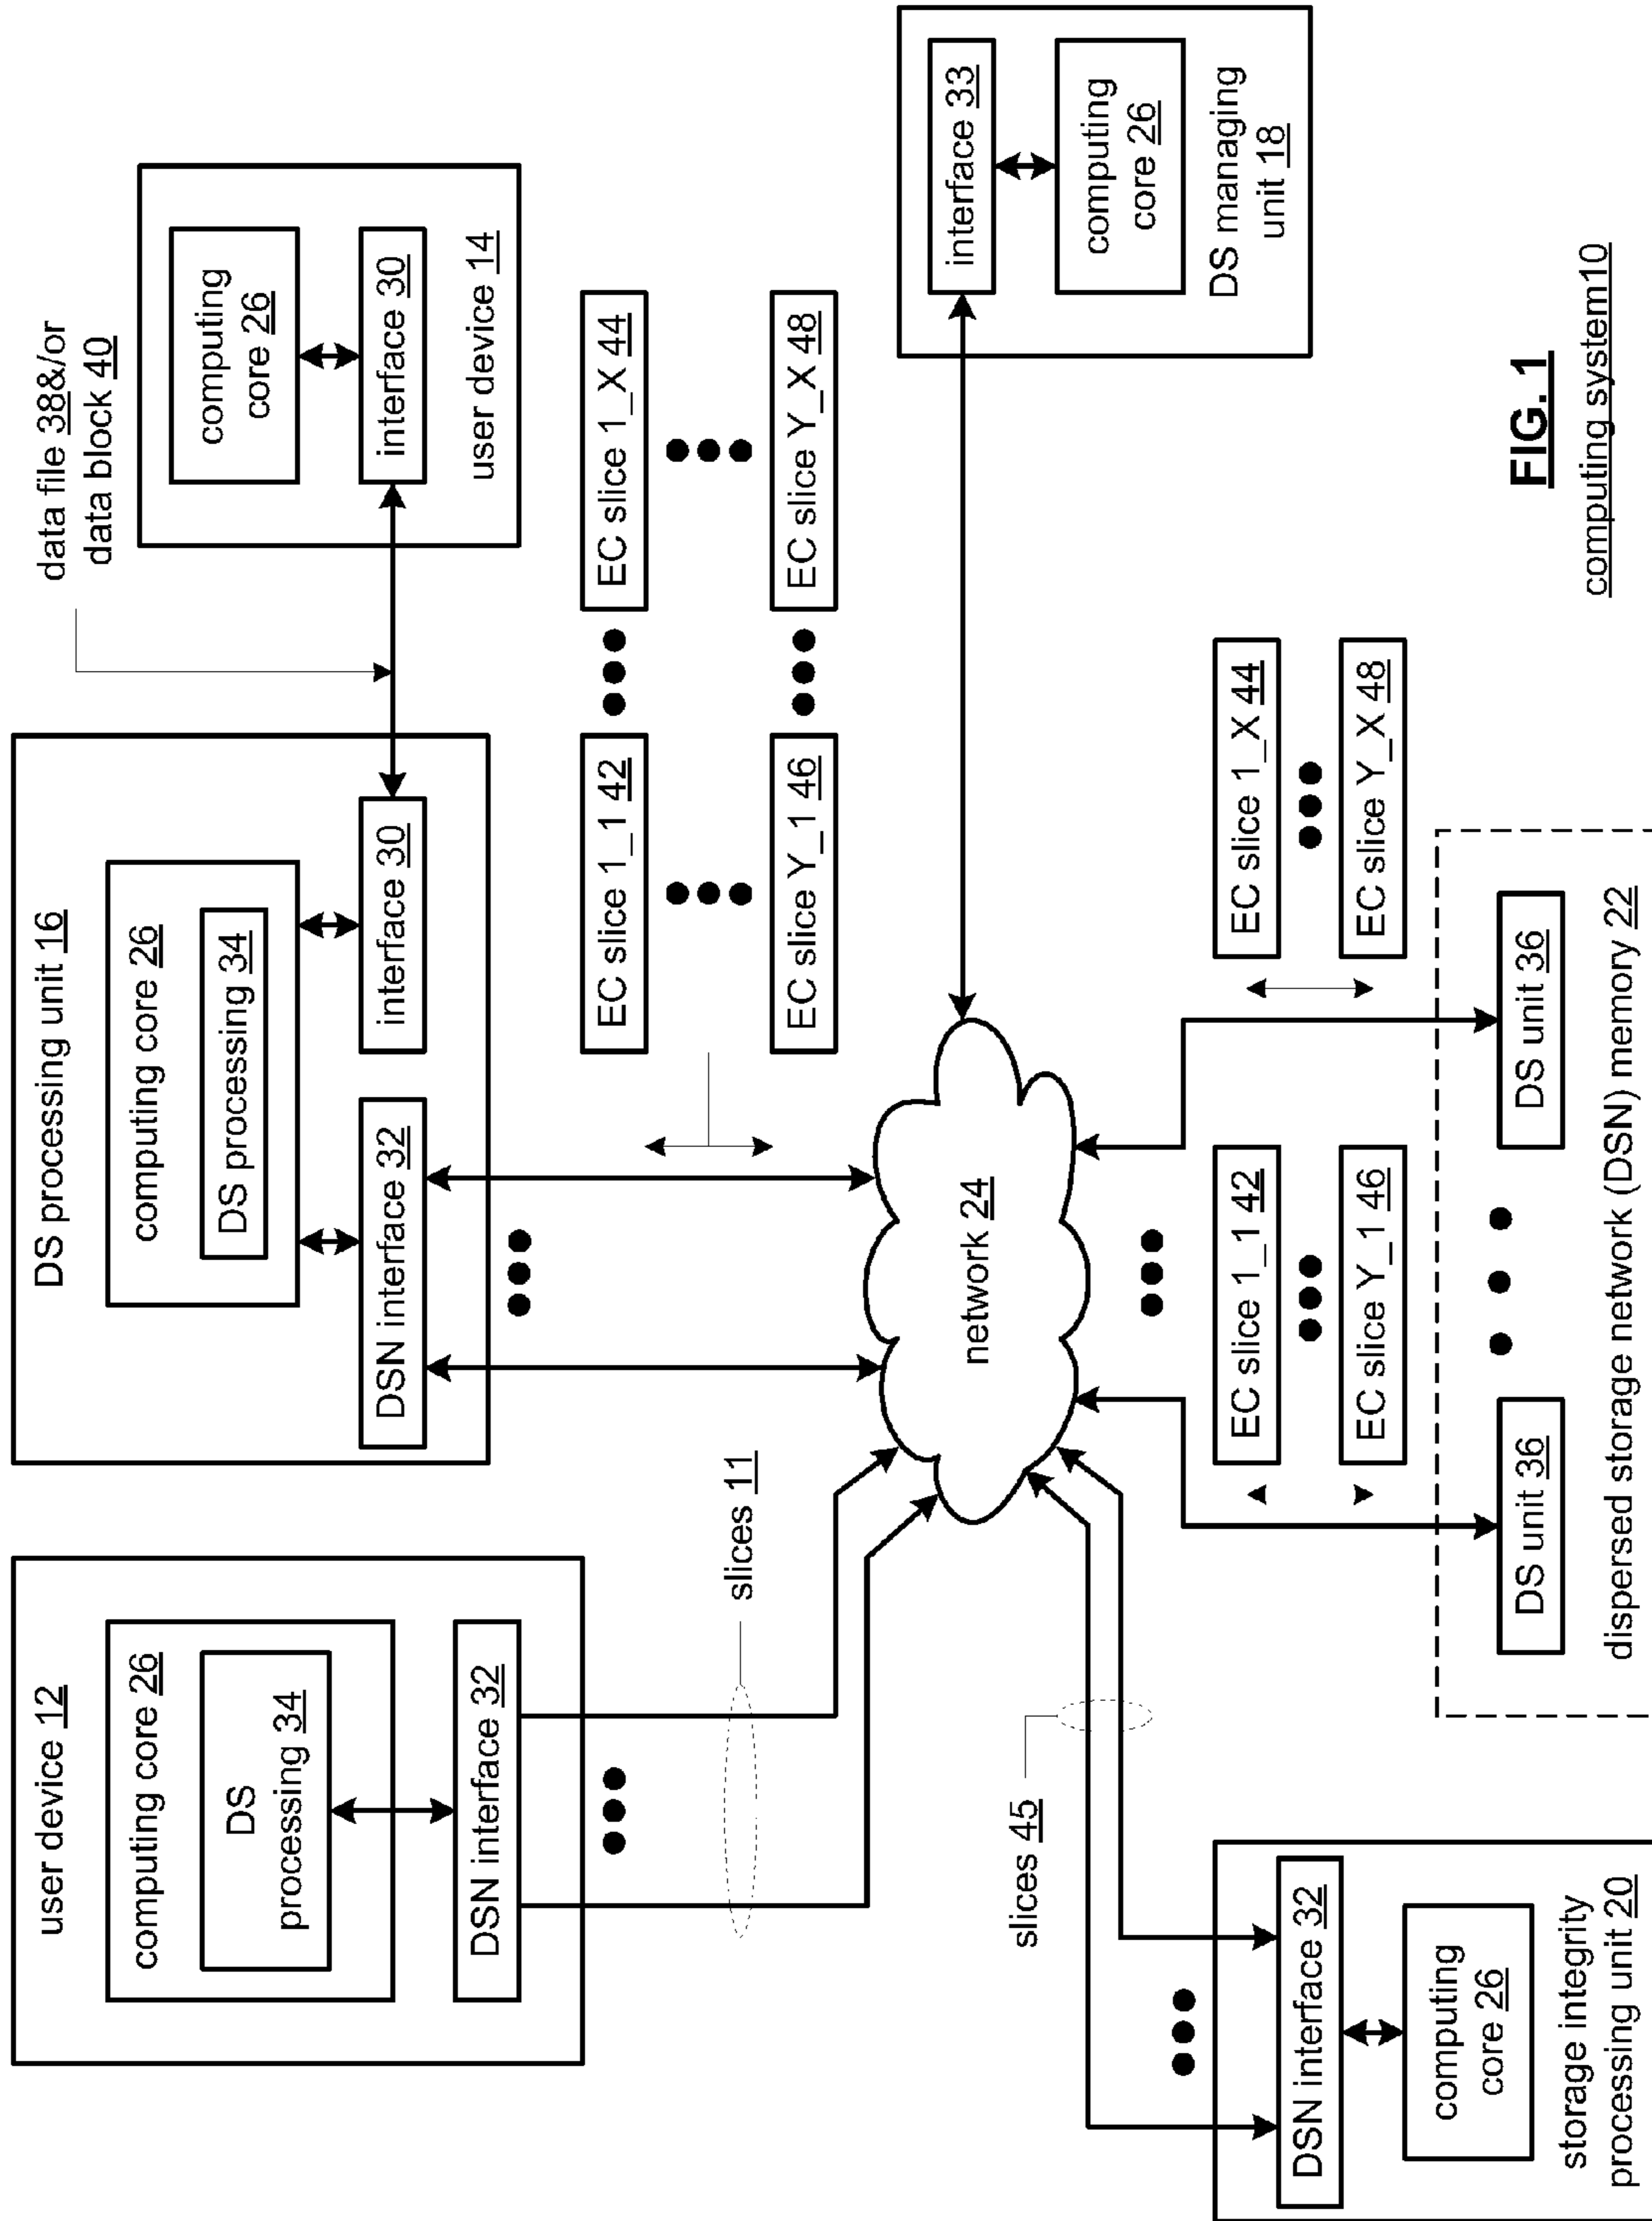 user device 12
computing core 26
DS
processing 34
DSN interface 32
slices 11
DS processing unit 16
computing core 26
DS processing 34
DSN interface 32
interface 30
data file 38&/or
data block 40
computing
core 26
interface 30
user device 14
EC slice 1_1 42
EC slice 1_X 44
EC slice Y_1 46
EC slice Y_X 48
network 24
interface 33
computing
core 26
DS managing
unit 18
slices 45
DSN interface 32
computing
core 26
storage integrity
processing unit 20
EC slice 1_1 42
EC slice Y_1 46
EC slice 1_X 44
EC slice Y_X 48
DS unit 36
DS unit 36
dispersed storage network (DSN) memory 22
FIG. 1
computing system10